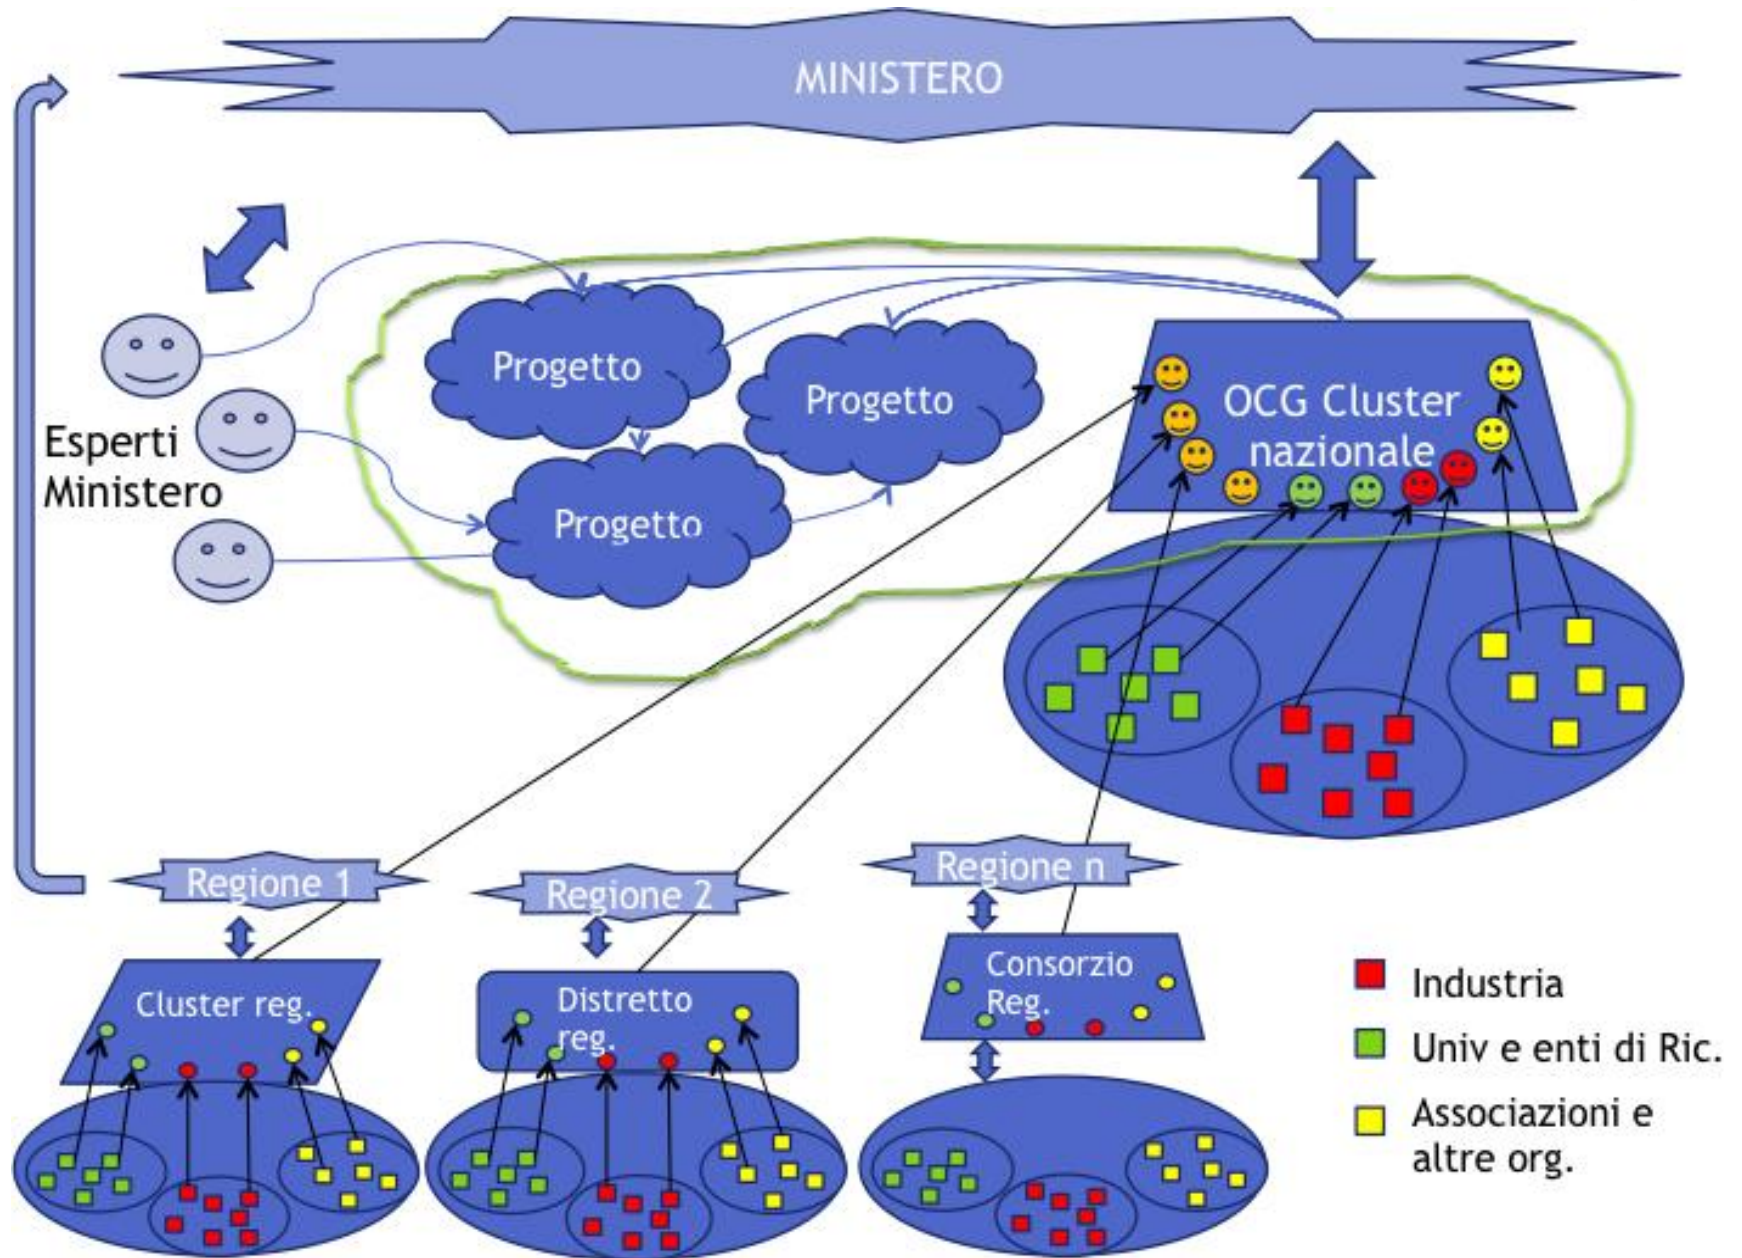 MINISTERO
Progetto
Progetto
Progetto
OCG Cluster
nazionale
Esperti
Ministero
Regione 1
Regione 2
Regione n
Cluster reg.
Distretto
reg.
Consorzio
Reg.
Industria
Univ e enti di Ric.
Associazioni e
altre org.